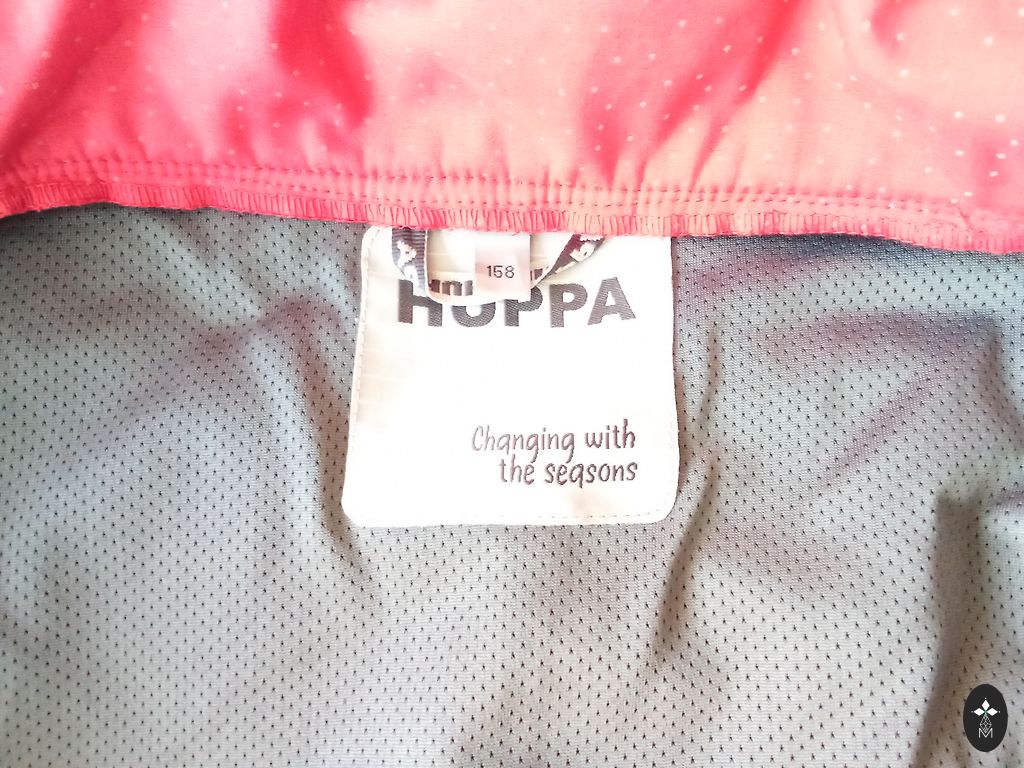 158
HUPPA
Changing with
the seasons